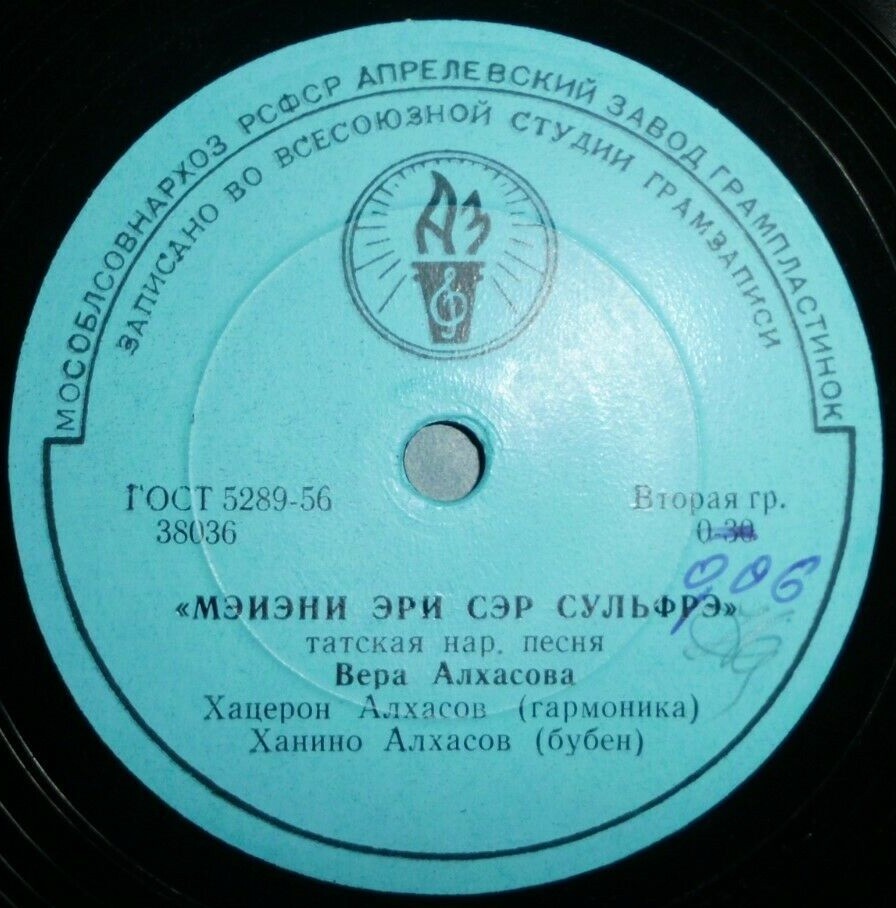 МОСОБЛСОВНАРХОЗ РСФСР АПРЕЛЕВСКИЙ ЗАВОД ГРАМПЛАСТИНОК
ЗАПИСАНО ВО ВСЕСОЮЗНОЙ СТУДИИ ГРАМЗАПИСИ
АЗ
ГОСТ 5289-56
38036
Вторая гр.
0-30
«МЭИЭНИ ЭРИ СЭР СУЛЬФРЭ»
татская нар. песня
Вера Алхасова
Хацерон Алхасов (гармоника)
Ханино Алхасов (бубен)